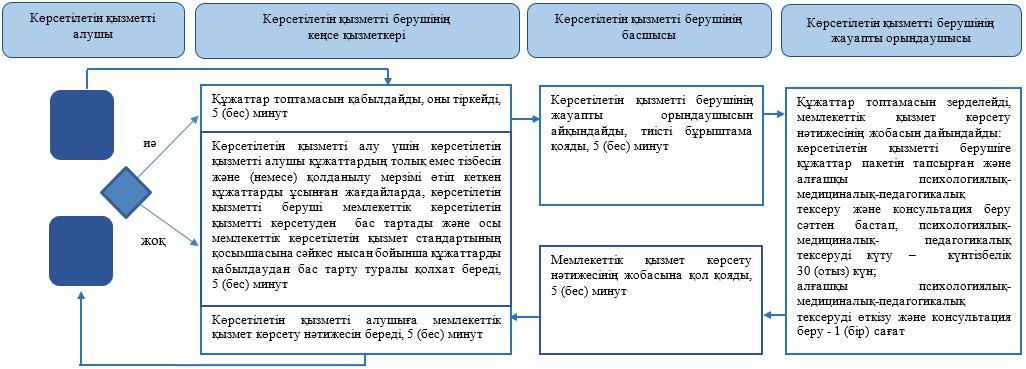 Көрсетілетін қызметті
алушы
Көрсетілетін қызметті берушінің
кеңсе қызметкері
Көрсетілетін қызметті берушінің
басшысы
Көрсетілетін қызметті берушінің
жауапты орындаушысы
иә
жоқ
Құжаттар топтамасын қабылдайды, оны тіркейді,
5 (бес) минут
Көрсетілетін қызметті алу үшін көрсетілетін
қызметті алушы құжаттардың толық емес тізбесін
және (немесе) қолданылу мерзімі өтіп кеткен
құжаттарды ұсынған жағдайларда, көрсетілетін
қызметті беруші мемлекеттік көрсетілетін
қызметті көрсетуден бас тартады және осы
мемлекеттік көрсетілетін қызмет стандартының
қосымшасына сәйкес нысан бойынша құжаттарды
қабылдаудан бас тарту туралы қолхат береді,
5 (бес) минут
Көрсетілетін қызметті алушыға мемлекеттік
қызмет көрсету нәтижесін береді, 5 (бес) минут
Көрсетілетін қызметті берушінің
жауапты орындаушысын
айқындайды, тиісті бұрыштама
қояды, 5 (бес) минут
Мемлекеттік қызмет көрсету
нәтижесінің жобасына қол қояды,
5 (бес) минут
Құжаттар топтамасын зерделейді,
мемлекеттік қызмет көрсету
нәтижесінің жобасын дайындайды:
көрсетілетін қызметті берушіге
құжаттар пакетін тапсырған және
алғашқы психологиялық-
медициналық-педагогикалық
тексеру және консультация беру
сәттен бастап, психологиялық-
медициналық- педагогикалық
тексеруді күту – күнтізбелік
30 (отыз) күн;
алғашқы психологиялық-
медициналық-педагогикалық
тексеруді өткізу және консультация
беру - 1 (бір) сағат